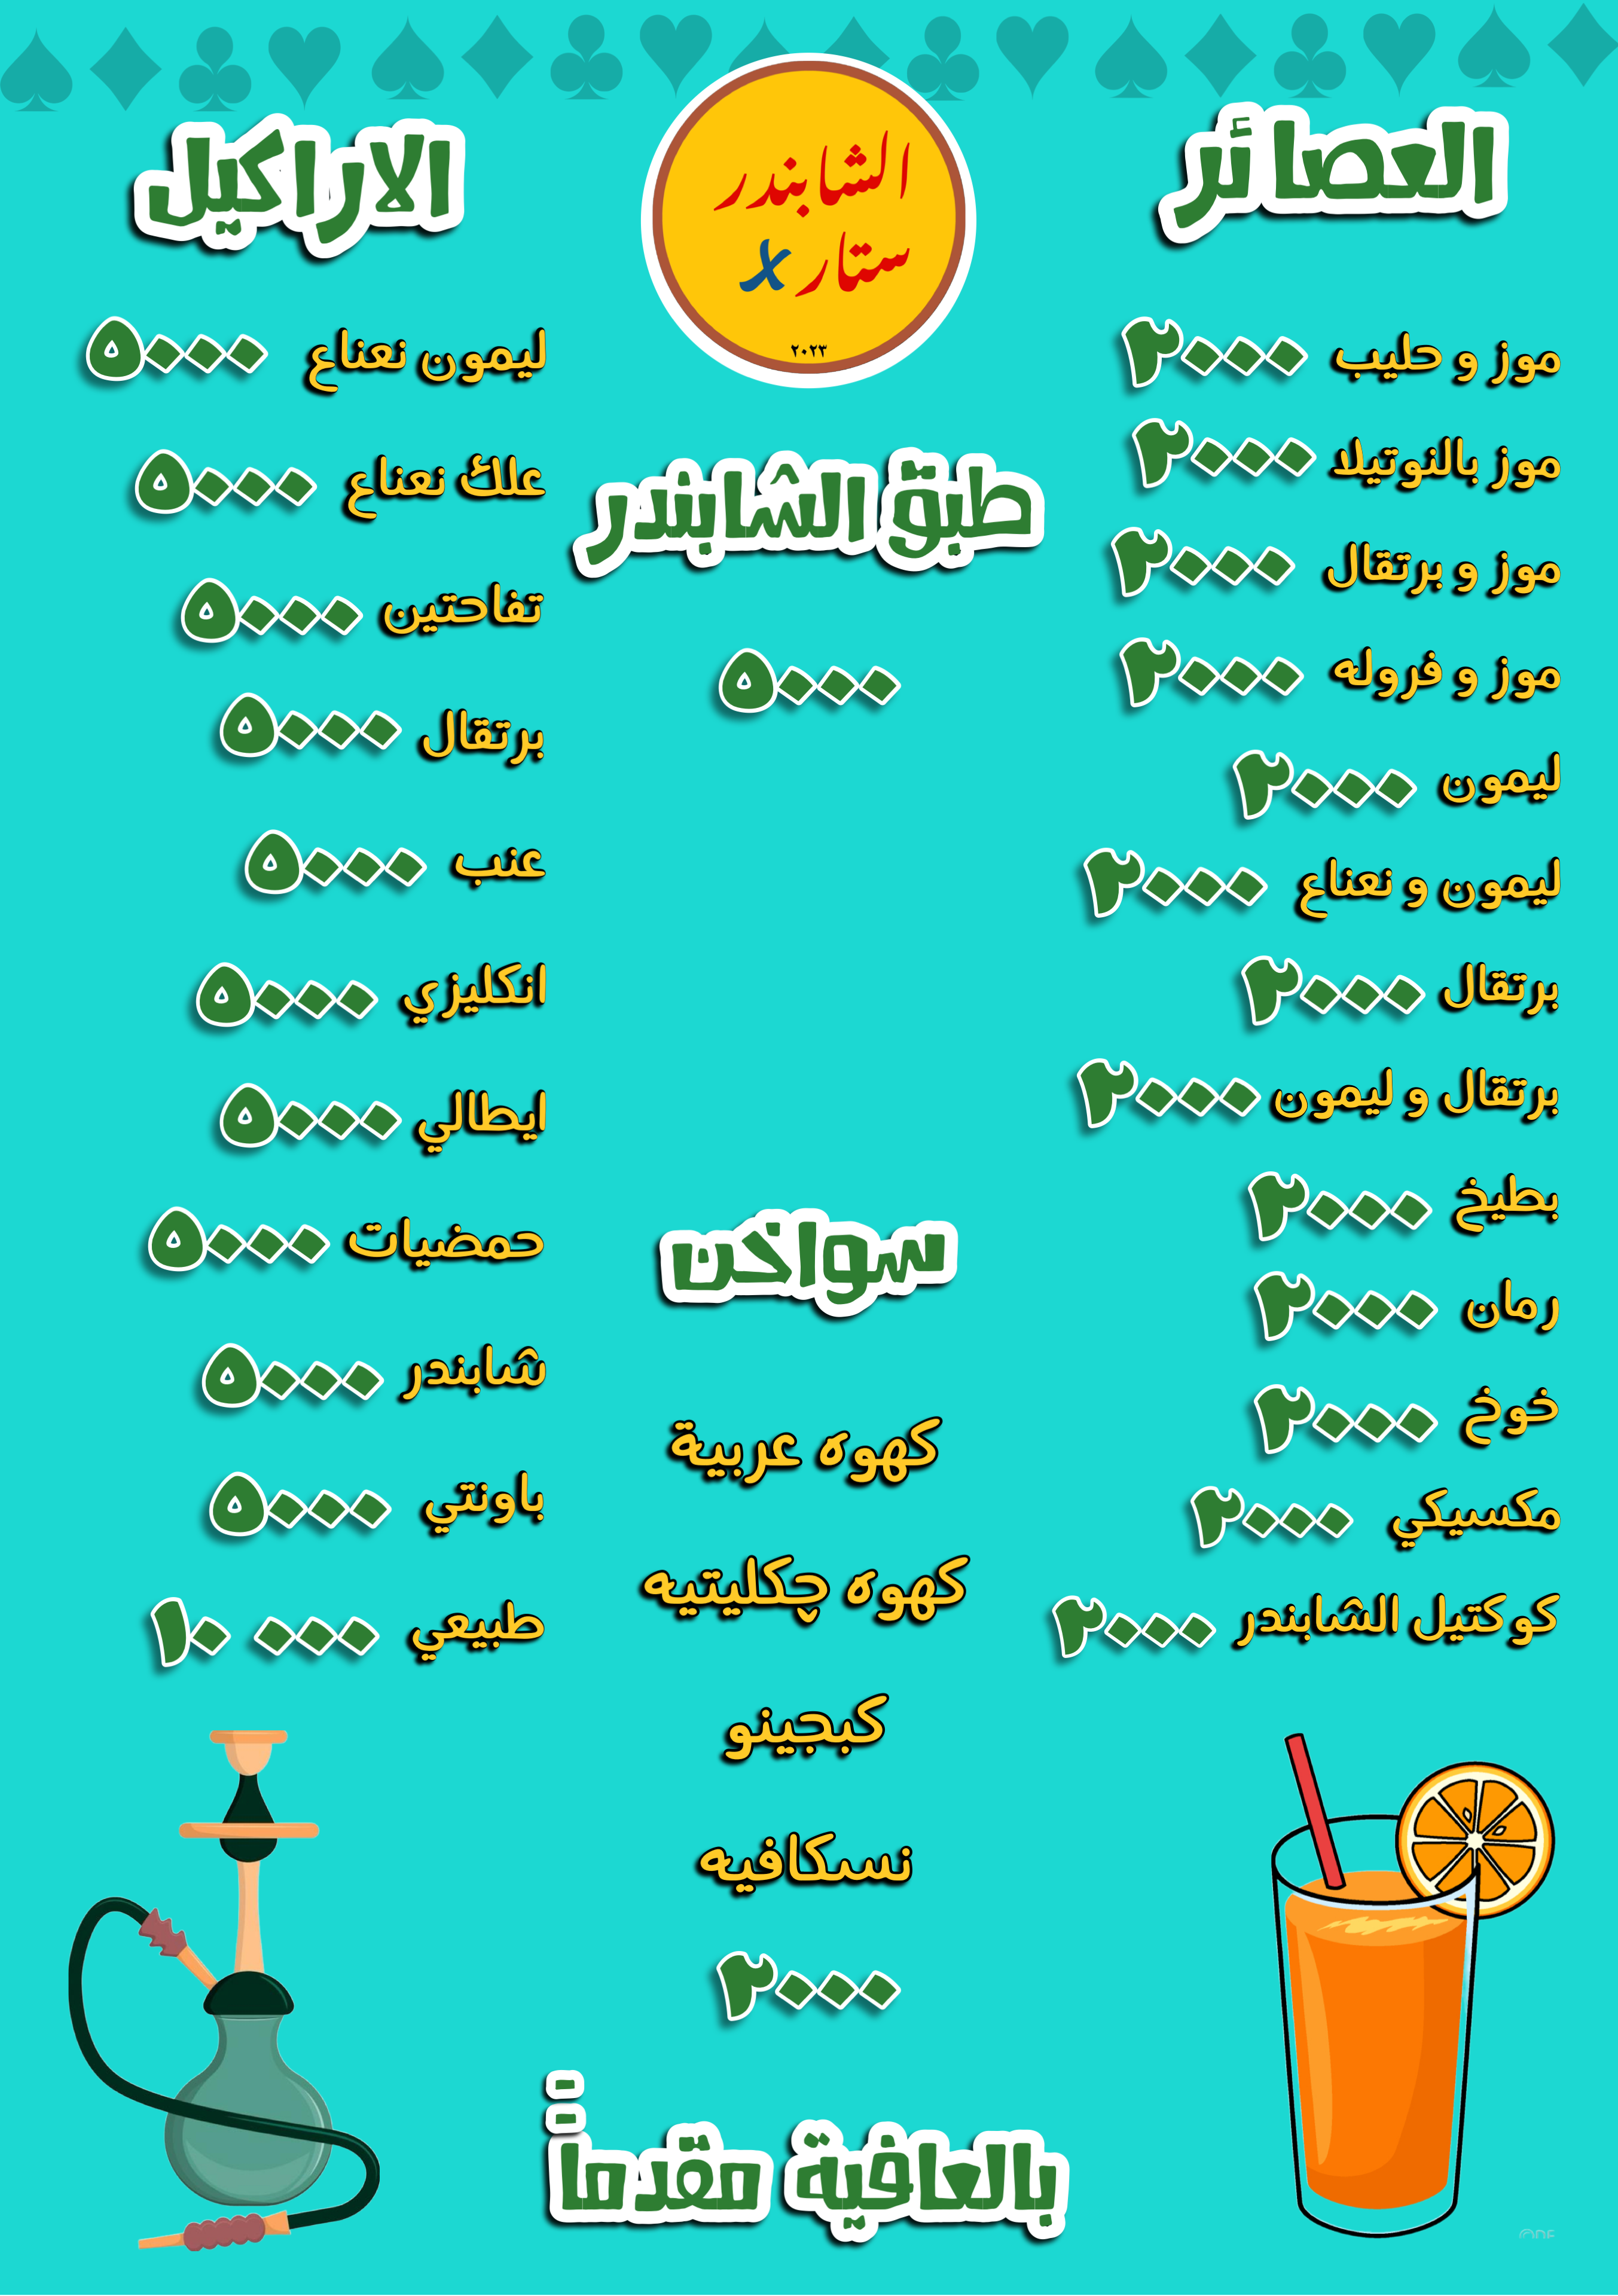 العصائر
موز و حليب ٢٠٠٠
موز بالنوتيلا ٢٠٠٠
موز و برتقال ٢٠٠٠
موز و فروله ٢٠٠٠
ليمون ٢٠٠٠
ليمون و نعناع ٢٠٠٠
برتقال ٢٠٠٠
برتقال و ليمون ٢٠٠٠
بطيخ ٢٠٠٠
رمان ٢٠٠٠
خوخ ٢٠٠٠
مكسيكي ٢٠٠٠
كوكتيل الشابندر ٢٠٠٠
الشابندر
ستار x
٢٠٢٣
طبق الشابندر
٥٠٠٠
سواخن
كهوه عربية
كهوه چكليتيه
كبجينو
نسكافيه
٢٠٠٠
الاراكيل
ليمون نعناع ٥٠٠٠
علك نعناع ٥٠٠٠
تفاحتين ٥٠٠٠
برتقال ٥٠٠٠
عنب ٥٠٠٠
انكليزي ٥٠٠٠
ايطالي ٥٠٠٠
حمضيات ٥٠٠٠
شابندر ٥٠٠٠
باونتي ٥٠٠٠
طبيعي ١٠ ٠٠٠
بالعافية مقدماً